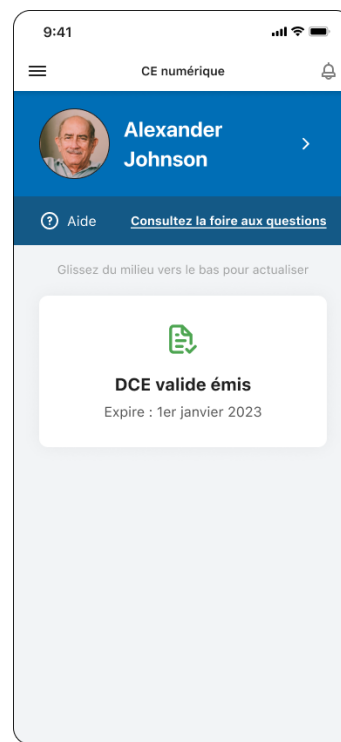 9:41
CE numérique
Alexander
Johnson
Aide Consultez la foire aux questions
Glissez du milieu vers le bas pour actualiser
DCE valide émis
Expire : 1er janvier 2023